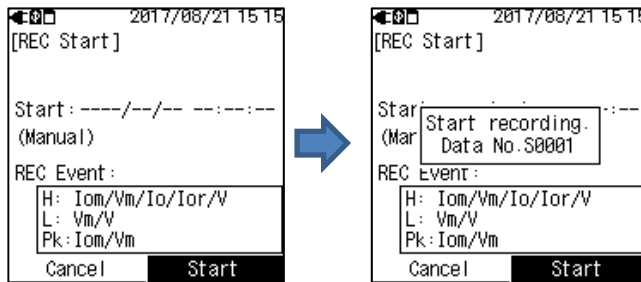 2017/08/21 15:15
[REC Start]
Start:----/--/-- --:--:--
(Manual)
REC Event:
H: Iom/Vm/Io/Ior/V
L: Vm/V
Pk:Iom/Vm
Cancel Start
2017/08/21 15:15
[REC Start]
Star :--
(Mar
Start recording.
Data No.S0001
REC Event:
H: Iom/Vm/Io/Ior/V
L: Vm/V
Pk:Iom/Vm
Cancel Start